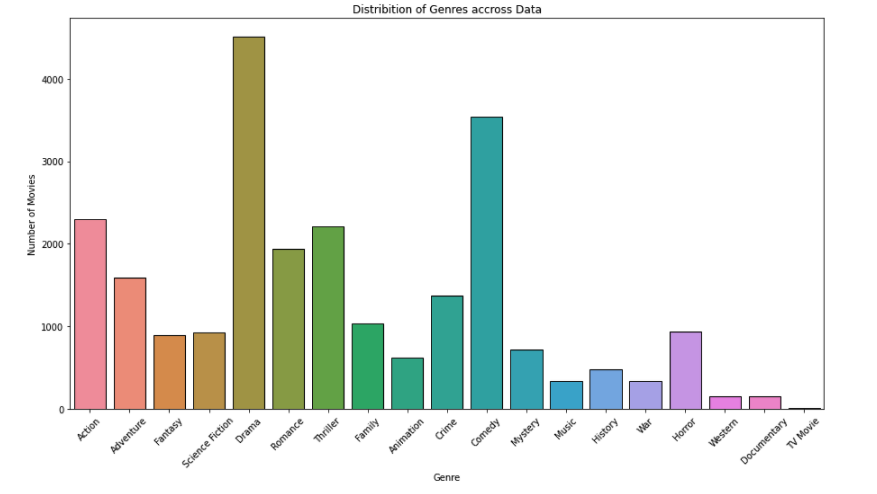 Distribition of Genres accross Data
Number of Movies
4000
3000
2000
1000
0
Action
Adventure
Fantasy
Science Fiction
Drama
Romance
Thriller
Family
Animation
Crime
Comedy
Mystery
Music
History
War
Horror
Western
Documentary
TV Movie
Genre